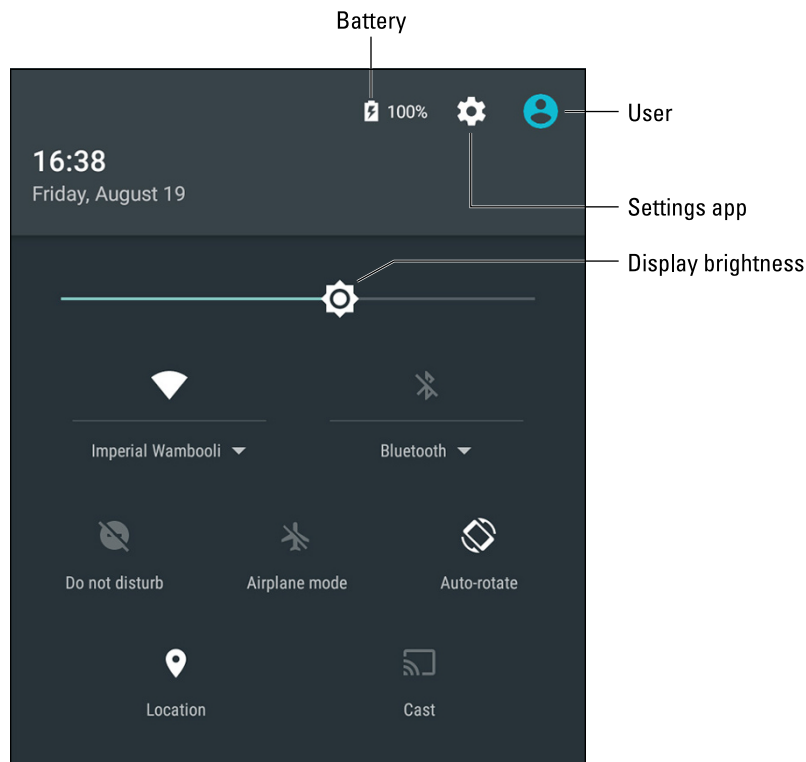 Battery
100%
User
16:38
Friday, August 19
Settings app
Display brightness
Imperial Wambooli
Bluetooth
Do not disturb
Airplane mode
Auto-rotate
Location
Cast